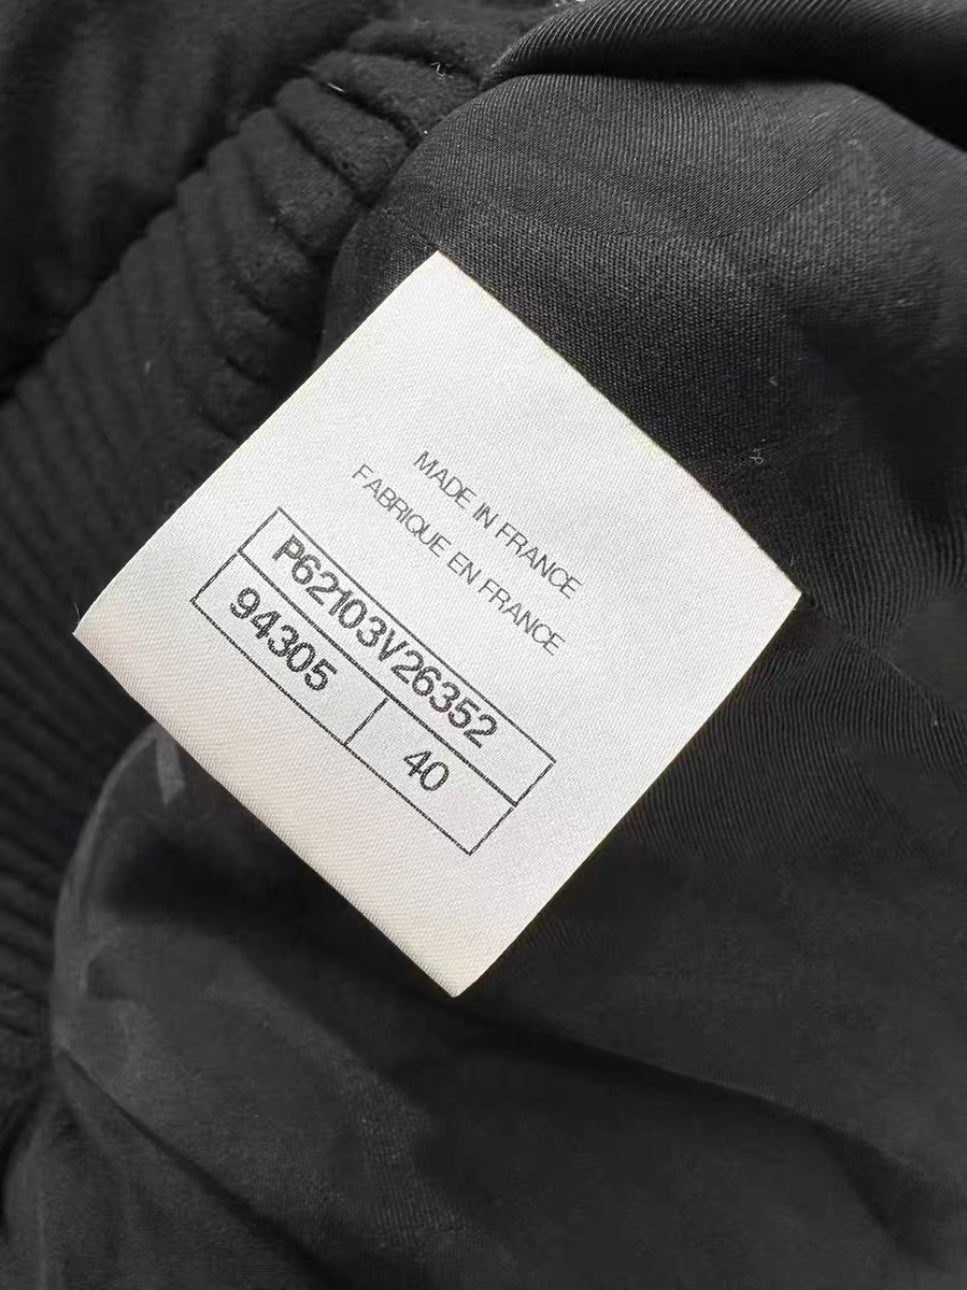 MADE IN FRANCE
FABRIQUE EN FRANCE
P62103V26352
94305
40